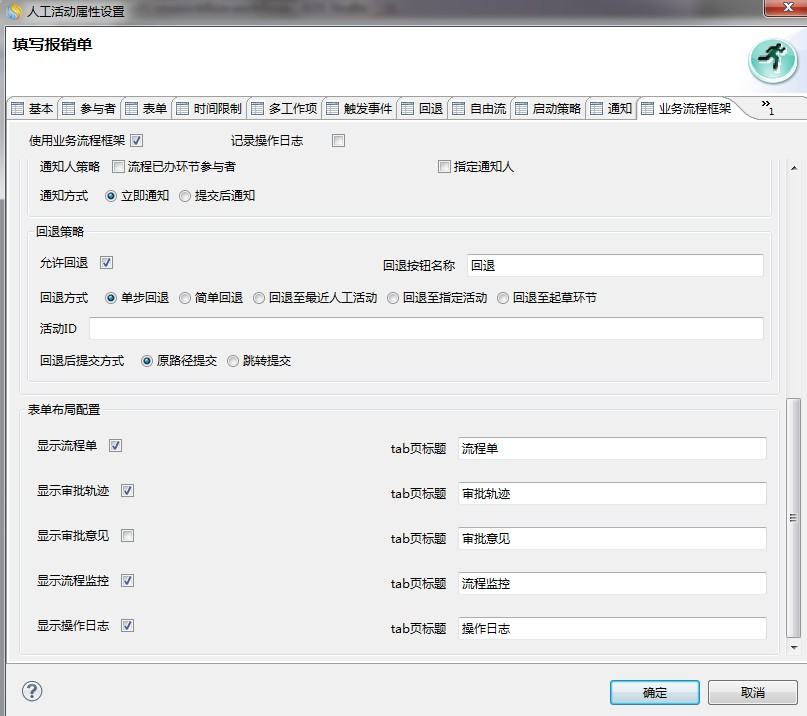 人工活动属性设置
填写报销单
基本 参与者 表单 时间限制 多工作项 触发事件 回退 自由流 启动策略 通知 业务流程框架 »1
使用业务流程框架 记录操作日志
通知人策略 流程已办环节参与者 指定通知人
通知方式 立即通知 提交后通知
回退策略
允许回退 回退按钮名称 回退
回退方式 单步回退 简单回退 回退至最近人工活动 回退至指定活动 回退至起草环节
活动ID
回退后提交方式 原路径提交 跳转提交
表单布局配置
显示流程单 tab页标题 流程单
显示审批轨迹 tab页标题 审批轨迹
显示审批意见 tab页标题 审批意见
显示流程监控 tab页标题 流程监控
显示操作日志 tab页标题 操作日志
确定 取消